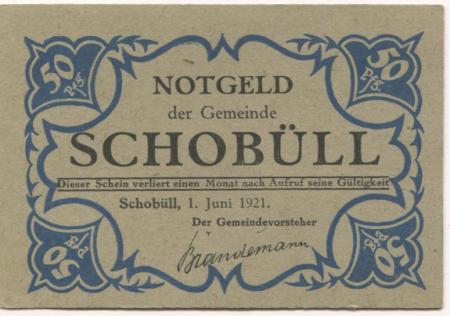 50 Pfg. 50 Pfg.
NOTGELD
der Gemeinde
SCHOBÜLL
Dieser Schein verliert einen Monat nach Aufruf seine Gültigkeit
Schobüll, 1. Juni 1921.
Der Gemeindevorsteher
Brandemann
50 Pfg. 50 Pfg.